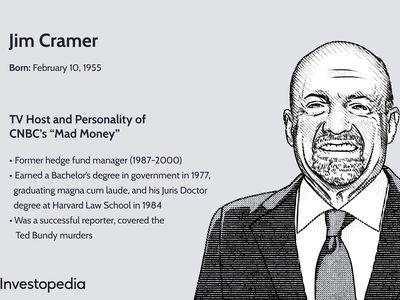 Jim Cramer
Born: February 10, 1955
TV Host and Personality of
CNBC's “Mad Money”
• Former hedge fund manager (1987-2000)
• Earned a Bachelor's degree in government in 1977,
graduating magna cum laude, and his Juris Doctor
degree at Harvard Law School in 1984
• Was a successful reporter, covered the
Ted Bundy murders
Investopedia